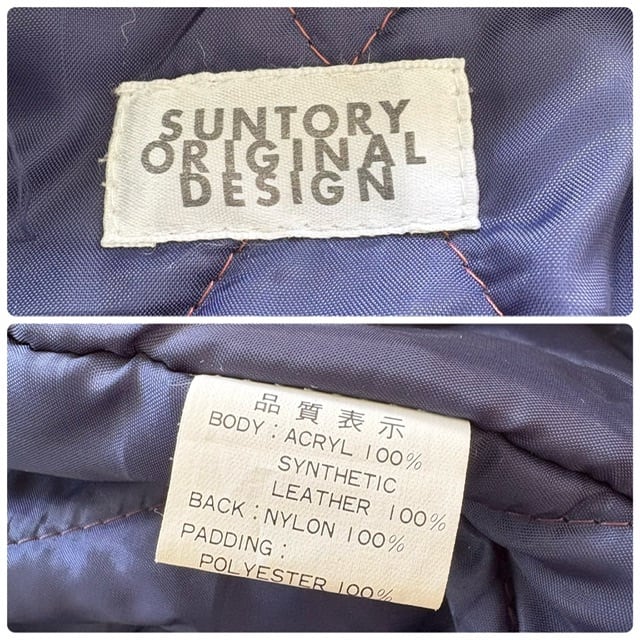 SUNTORY
ORIGINAL
DESIGN
品質表示
BODY : ACRYL 100%
SYNTHETIC
LEATHER 100%
BACK : NYLON 100%
PADDING :
POLYESTER 100%